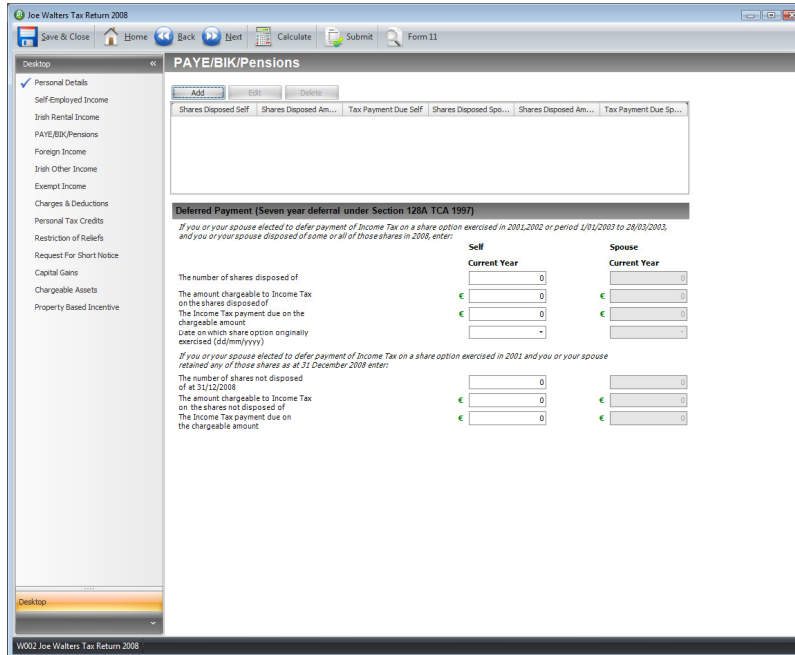 Joe Walters Tax Return 2008
Save & Close Home Back Next Calculate Submit Form 11
Desktop «
PAYE/BIK/Pensions
Personal Details
Self-Employed Income
Irish Rental Income
PAYE/BIK/Pensions
Foreign Income
Irish Other Income
Exempt Income
Charges & Deductions
Personal Tax Credits
Restriction of Reliefs
Request For Short Notice
Capital Gains
Chargeable Assets
Property Based Incentive
Add Edit Delete
Shares Disposed Self Shares Disposed Am... Tax Payment Due Self Shares Disposed Spo... Shares Disposed Am... Tax Payment Due Sp...
Deferred Payment (Seven year deferral under Section 128A TCA 1997)
If you or your spouse elected to defer payment of Income Tax on a share option exercised in 2001,2002 or period 1/01/2003 to 28/03/2003,
and you or your spouse disposed of some or all of those shares in 2008, enter:
Self Spouse
Current Year Current Year
The number of shares disposed of 0 0
The amount chargeable to Income Tax
on the shares disposed of € 0 € 0
The Income Tax payment due on the
chargeable amount € 0 € 0
Date on which share option originally
exercised (dd/mm/yyyy) - -
If you or your spouse elected to defer payment of Income Tax on a share option exercised in 2001 and you or your spouse
retained any of those shares as at 31 December 2008 enter:
The number of shares not disposed
of at 31/12/2008 0 0
The amount chargeable to Income Tax
on the shares not disposed of € 0 € 0
The Income Tax payment due on
the chargeable amount € 0 € 0
Desktop
W002 Joe Walters Tax Return 2008